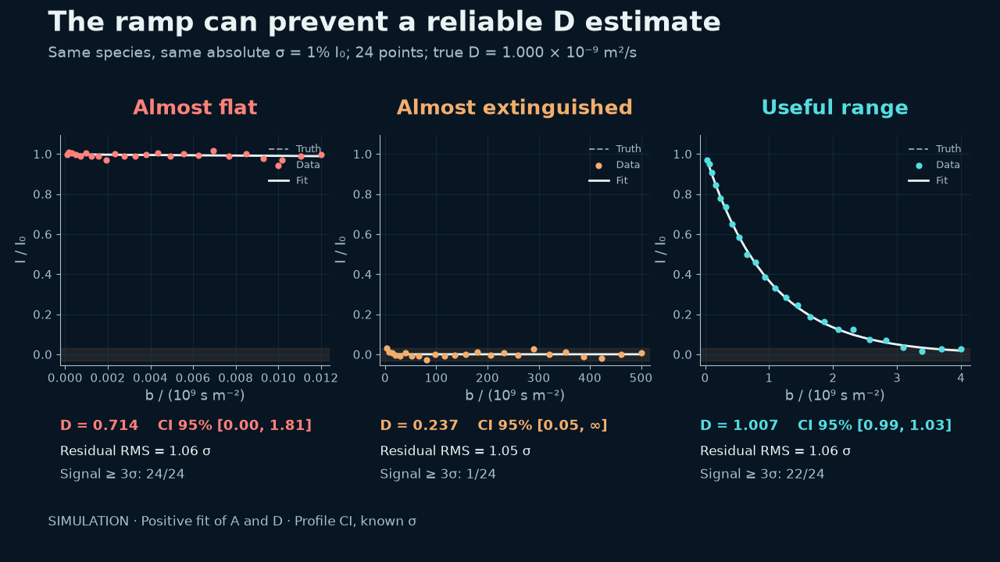 The ramp can prevent a reliable D estimate
Same species, same absolute σ = 1% I₀; 24 points; true D = 1.000 × 10⁻⁹ m²/s
Almost flat
Truth
Data
Fit
1.0
0.8
0.6
0.4
0.2
0.0
I / I₀
0.000 0.002 0.004 0.006 0.008 0.010 0.012
b / (10⁹ s m⁻²)
D = 0.714 CI 95% [0.00, 1.81]
Residual RMS = 1.06 σ
Signal ≥ 3σ: 24/24
Almost extinguished
Truth
Data
Fit
1.0
0.8
0.6
0.4
0.2
0.0
I / I₀
0 100 200 300 400 500
b / (10⁹ s m⁻²)
D = 0.237 CI 95% [0.05, ∞]
Residual RMS = 1.05 σ
Signal ≥ 3σ: 1/24
Useful range
Truth
Data
Fit
1.0
0.8
0.6
0.4
0.2
0.0
I / I₀
0 1 2 3 4
b / (10⁹ s m⁻²)
D = 1.007 CI 95% [0.99, 1.03]
Residual RMS = 1.06 σ
Signal ≥ 3σ: 22/24
SIMULATION · Positive fit of A and D · Profile CI, known σ